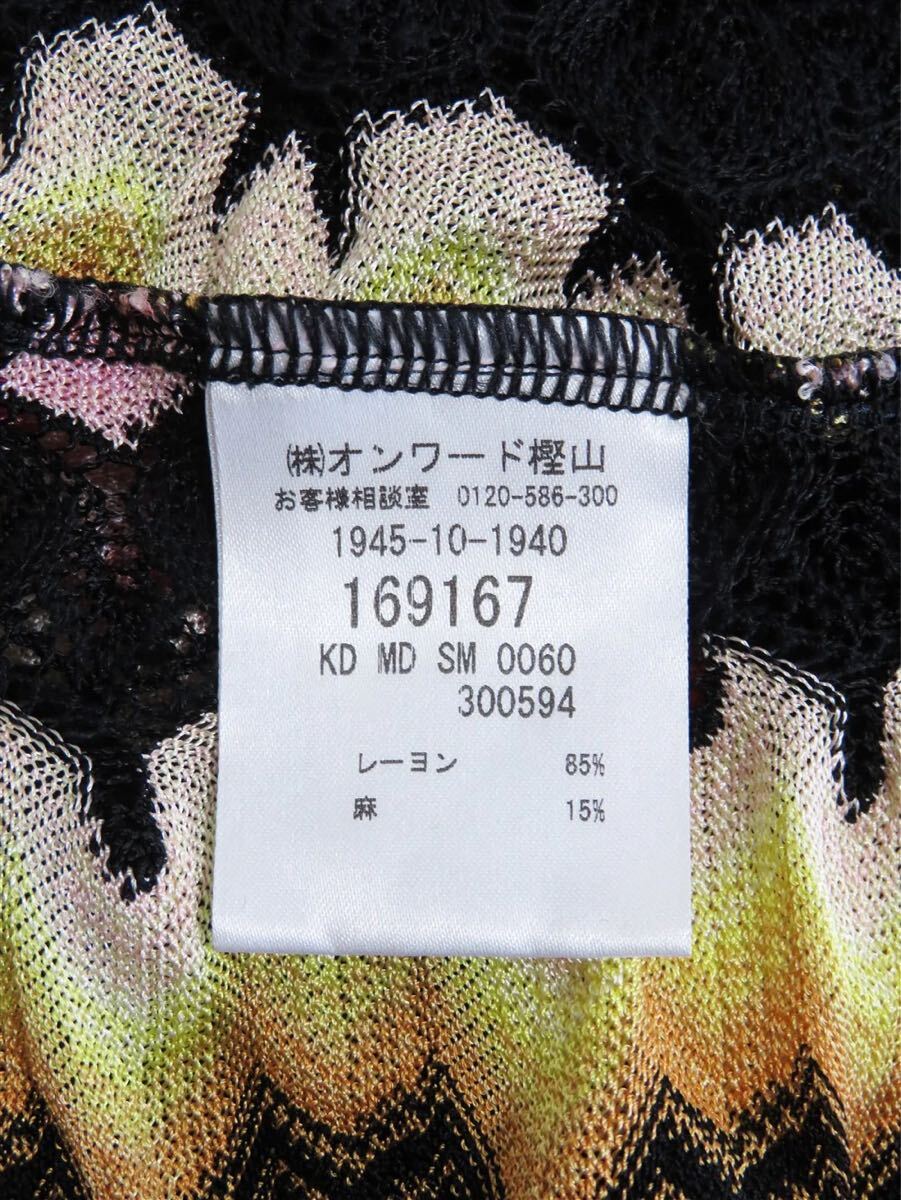 ㈱オンワード樫山
お客様相談室 0120-586-300
1945-10-1940
169167
KD MD SM 0060
300594
レーヨン 85%
麻 15%